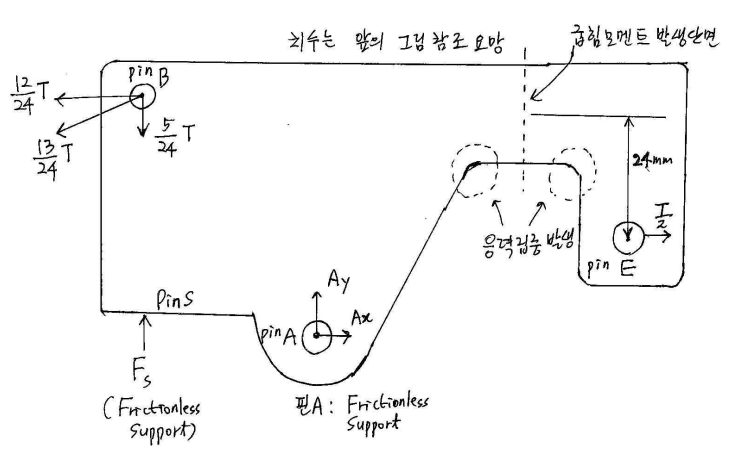 치수는 앞의 그림 참조 요망
굽힘모멘트 발생단면
pin B
12/24 T
5/24 T
13/24 T
24mm
T/2
응력집중 발생
pin E
Pin S
Ay
Ax
pin A
Fs
(Frictionless
Support)
핀A: Frictionless
Support